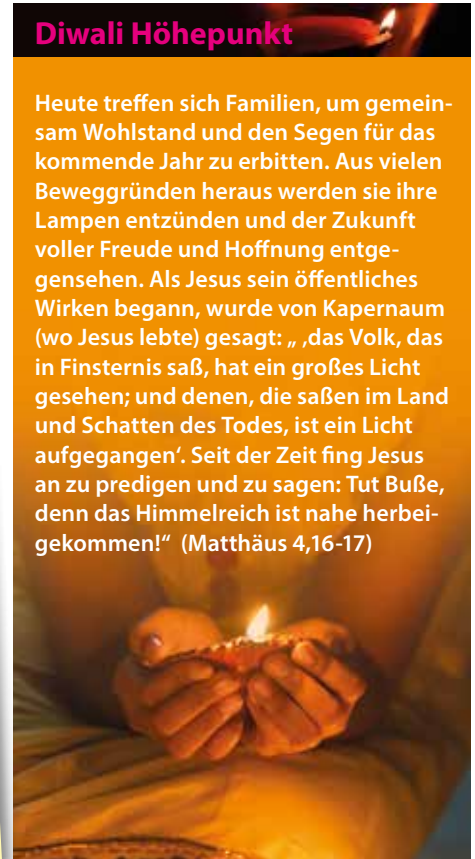 Diwali Höhepunkt
Heute treffen sich Familien, um gemein-
sam Wohlstand und den Segen für das
kommende Jahr zu erbitten. Aus vielen
Beweggründen heraus werden sie ihre
Lampen entzünden und der Zukunft
voller Freude und Hoffnung entge-
gensehen. Als Jesus sein öffentliches
Wirken begann, wurde von Kapernaum
(wo Jesus lebte) gesagt: „ ‚das Volk, das
in Finsternis saß, hat ein großes Licht
gesehen; und denen, die saßen im Land
und Schatten des Todes, ist ein Licht
aufgegangen‘. Seit der Zeit fing Jesus
an zu predigen und zu sagen: Tut Buße,
denn das Himmelreich ist nahe herbei-
gekommen!“ (Matthäus 4,16-17)